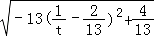 √(−13(1/t − 2/13)² + 4/13)